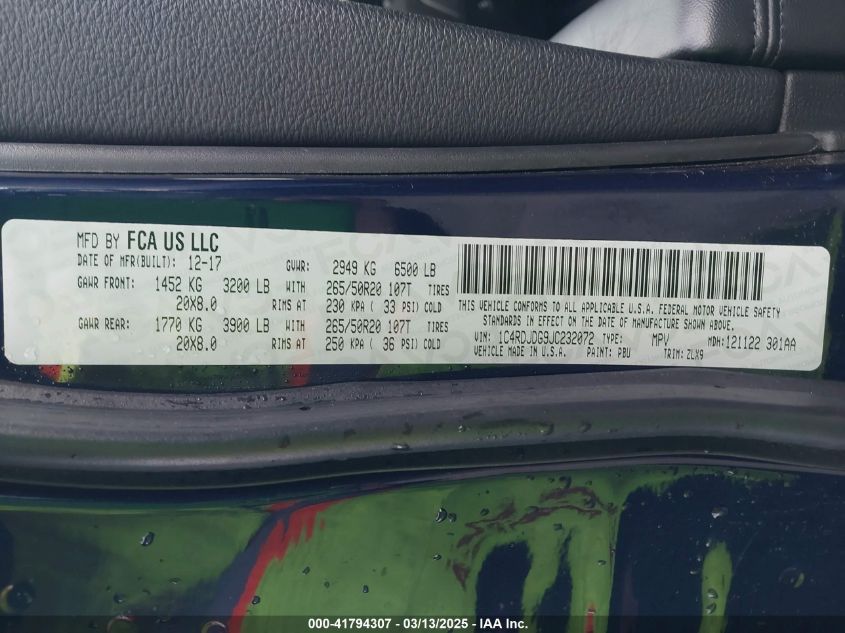 MFD BY FCA US LLC
DATE OF MFR(BUILT): 12-17 GVWR: 2949 KG 6500 LB
GAWR FRONT: 1452 KG 3200 LB WITH 265/50R20 107T TIRES
20X8.0 RIMS AT 230 KPA ( 33 PSI) COLD
GAWR REAR: 1770 KG 3900 LB WITH 265/50R20 107T TIRES
20X8.0 RIMS AT 250 KPA ( 36 PSI) COLD
THIS VEHICLE CONFORMS TO ALL APPLICABLE U.S.A. FEDERAL MOTOR VEHICLE SAFETY
STANDARDS IN EFFECT ON THE DATE OF MANUFACTURE SHOWN ABOVE.
VIN: 1C4RDJDG9JC232072 TYPE: MPV MDH: 121122 301AA
VEHICLE MADE IN U.S.A. PAINT: PBU TRIM: ZLX9
000-41794307 - 03/13/2025 - IAA Inc.